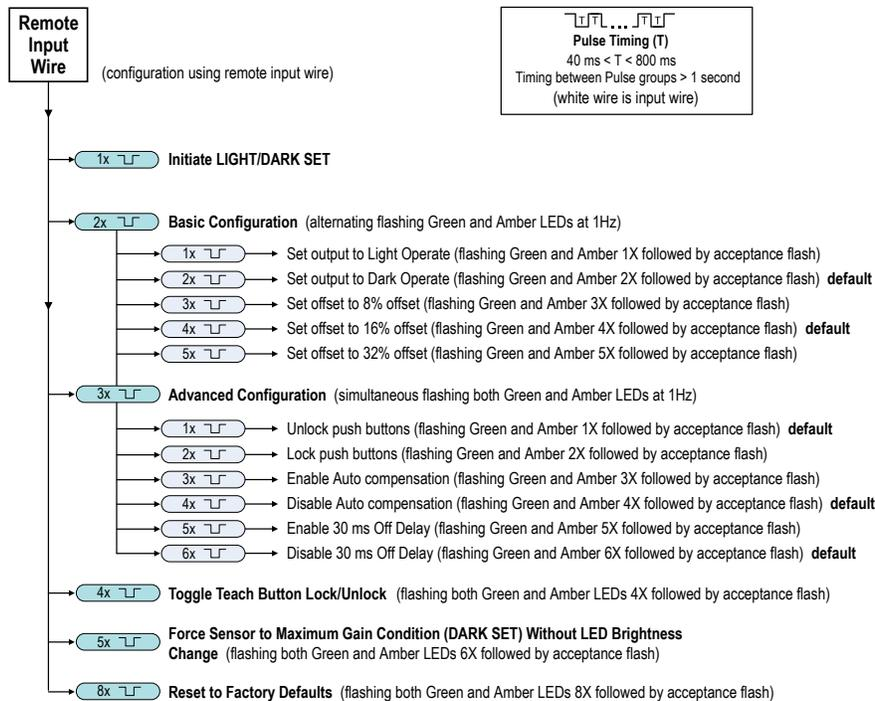 Remote
Input
Wire
(configuration using remote input wire)
T T ... T T
Pulse Timing (T)
40 ms < T < 800 ms
Timing between Pulse groups > 1 second
(white wire is input wire)
1x Initiate LIGHT/DARK SET
2x Basic Configuration (alternating flashing Green and Amber LEDs at 1Hz)
1x Set output to Light Operate (flashing Green and Amber 1X followed by acceptance flash)
2x Set output to Dark Operate (flashing Green and Amber 2X followed by acceptance flash) default
3x Set offset to 8% offset (flashing Green and Amber 3X followed by acceptance flash)
4x Set offset to 16% offset (flashing Green and Amber 4X followed by acceptance flash) default
5x Set offset to 32% offset (flashing Green and Amber 5X followed by acceptance flash)
3x Advanced Configuration (simultaneous flashing both Green and Amber LEDs at 1Hz)
1x Unlock push buttons (flashing Green and Amber 1X followed by acceptance flash) default
2x Lock push buttons (flashing Green and Amber 2X followed by acceptance flash)
3x Enable Auto compensation (flashing Green and Amber 3X followed by acceptance flash)
4x Disable Auto compensation (flashing Green and Amber 4X followed by acceptance flash) default
5x Enable 30 ms Off Delay (flashing Green and Amber 5X followed by acceptance flash)
6x Disable 30 ms Off Delay (flashing Green and Amber 6X followed by acceptance flash) default
4x Toggle Teach Button Lock/Unlock (flashing both Green and Amber LEDs 4X followed by acceptance flash)
5x Force Sensor to Maximum Gain Condition (DARK SET) Without LED Brightness
Change (flashing both Green and Amber LEDs 6X followed by acceptance flash)
8x Reset to Factory Defaults (flashing both Green and Amber LEDs 8X followed by acceptance flash)